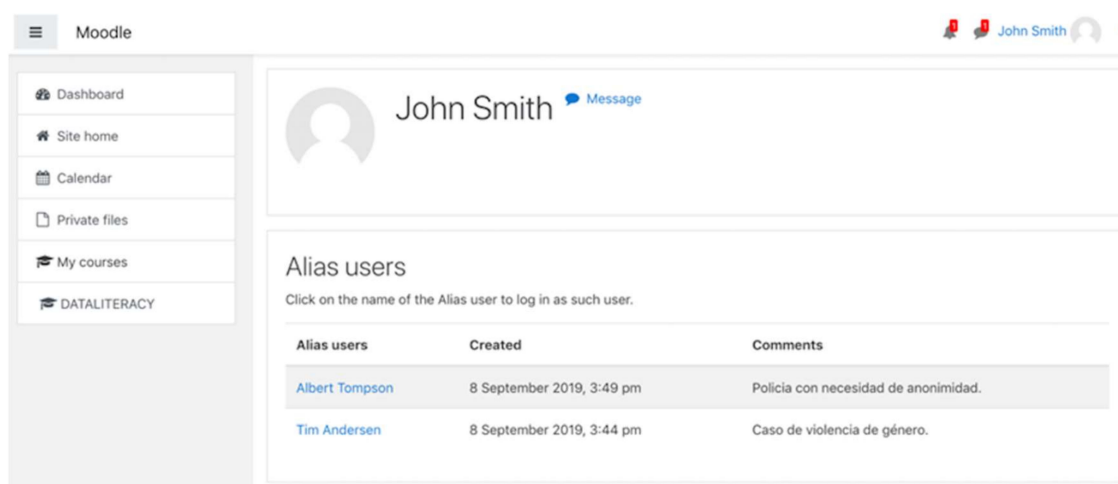 Moodle
1 1 John Smith
Dashboard
Site home
Calendar
Private files
My courses
DATALITERACY
John Smith Message
Alias users
Click on the name of the Alias user to log in as such user.
Alias users Created Comments
Albert Tompson 8 September 2019, 3:49 pm Policia con necesidad de anonimidad.
Tim Andersen 8 September 2019, 3:44 pm Caso de violencia de género.